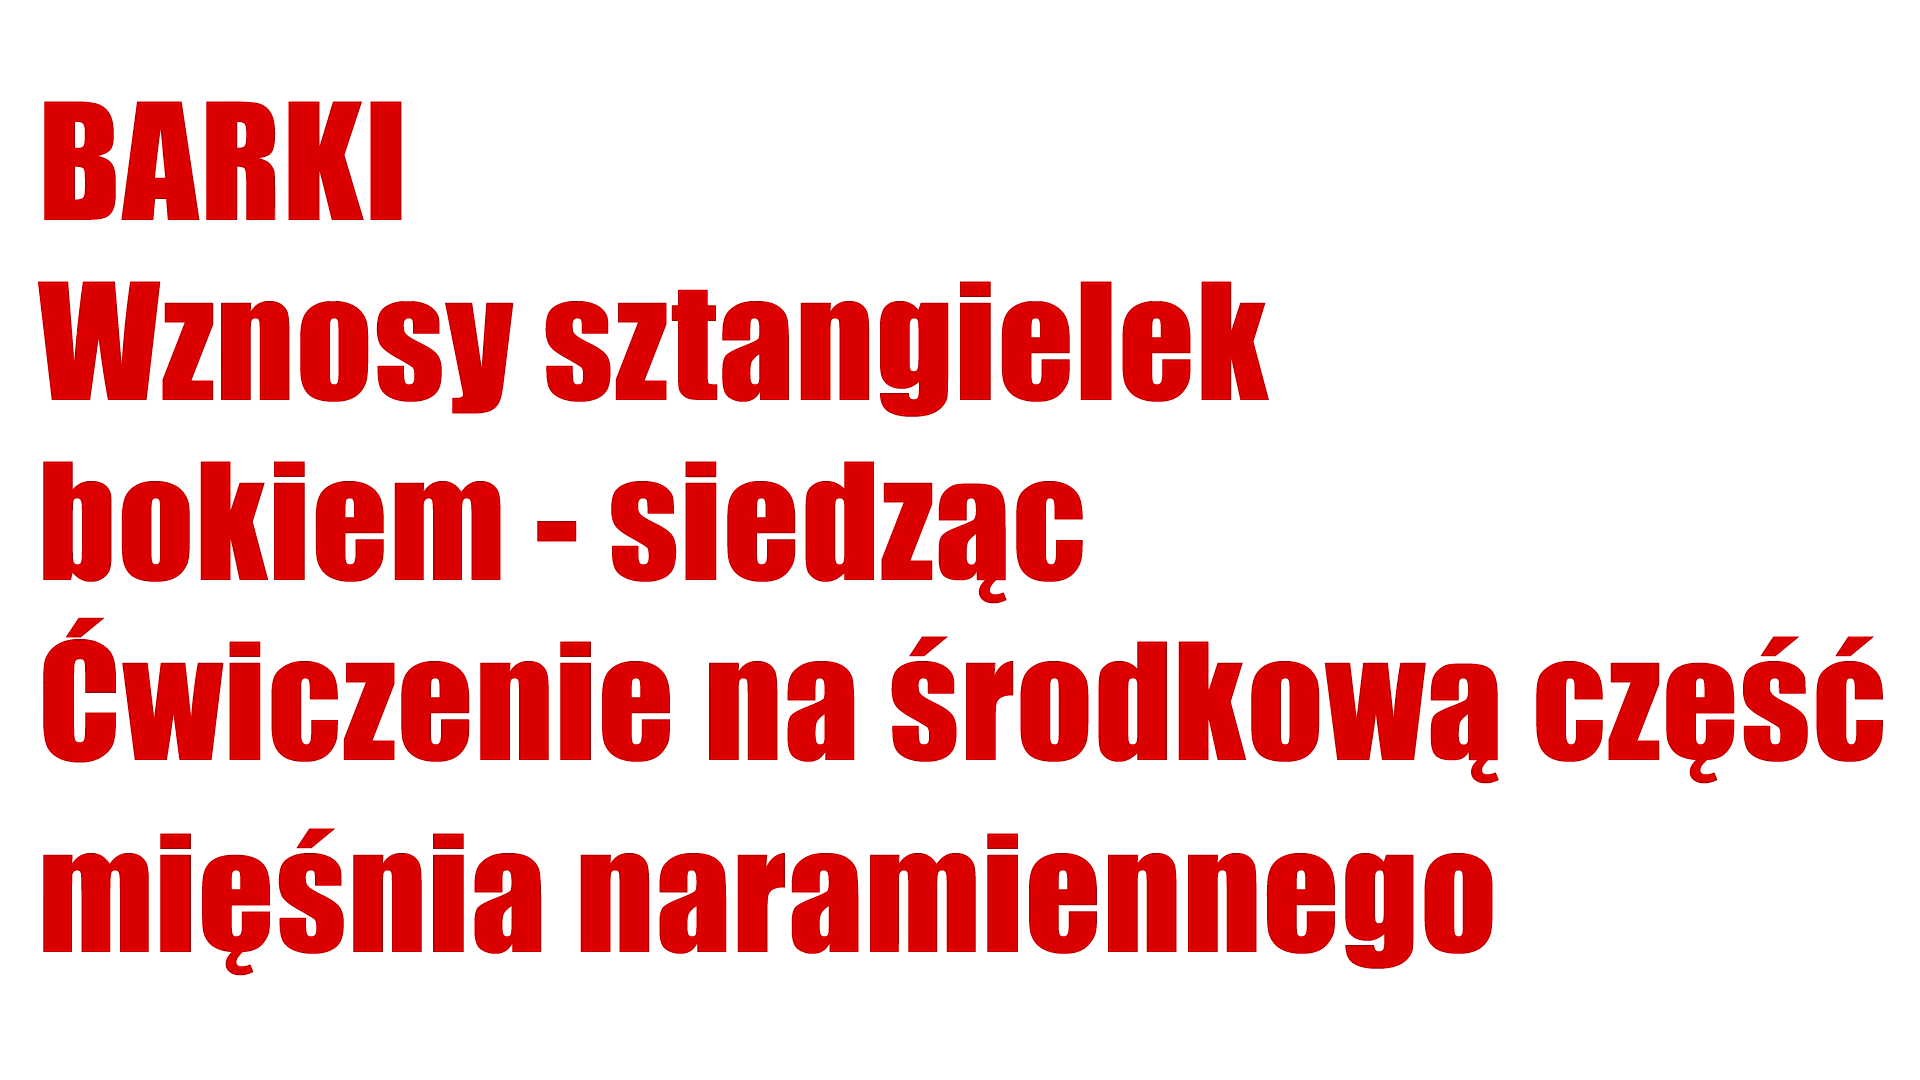 BARKI
Wznosy sztangielek
bokiem - siedząc
Ćwiczenie na środkową część
mięśnia naramiennego